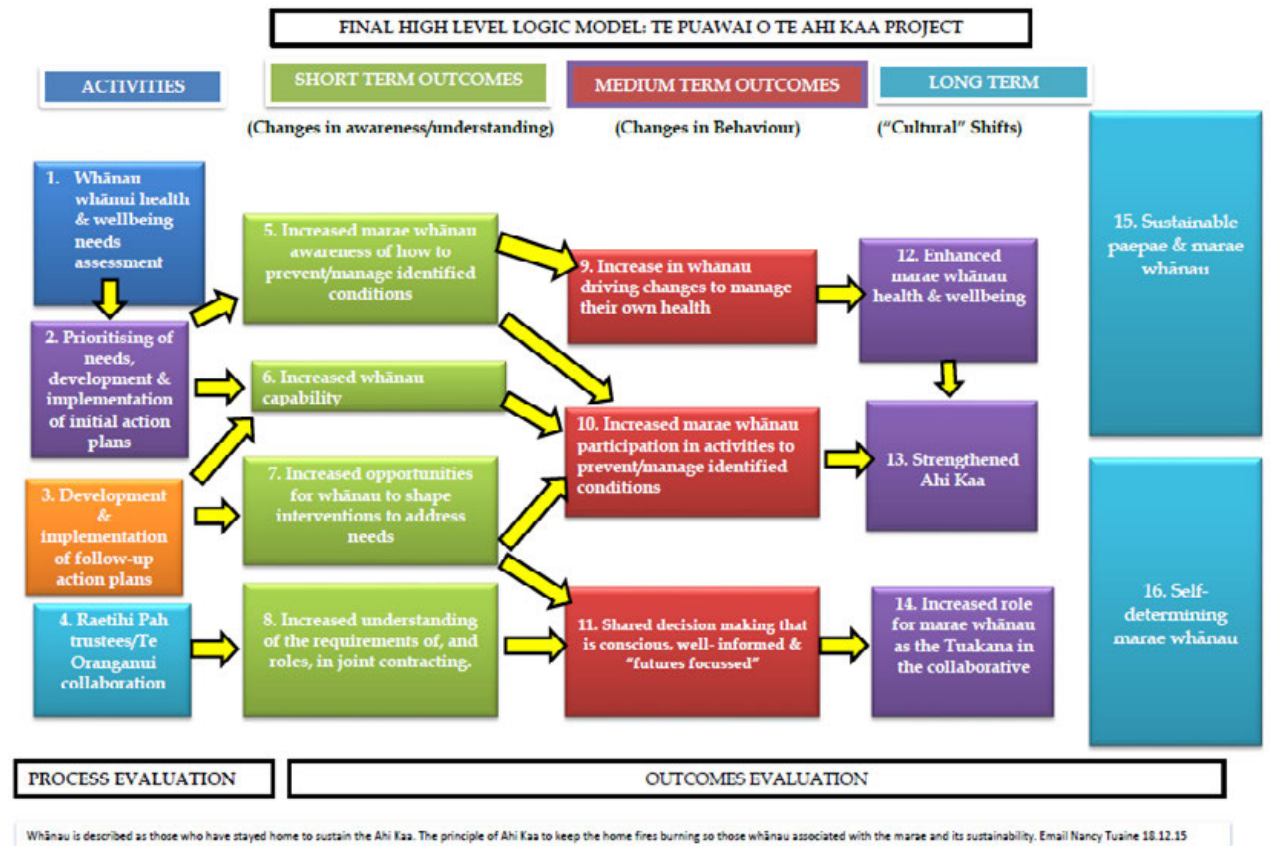 FINAL HIGH LEVEL LOGIC MODEL: TE PUAWAI O TE AHI KAA PROJECT
ACTIVITIES
SHORT TERM OUTCOMES
(Changes in awareness/understanding)
MEDIUM TERM OUTCOMES
(Changes in Behaviour)
LONG TERM
("Cultural" Shifts)
1. Whānau
whānui health
& wellbeing
needs
assessment
2. Prioritising of
needs,
development &
implementation
of initial action
plans
3. Development
&
implementation
of follow-up
action plans
4. Raetihi Pah
trustees/Te
Oranganui
collaboration
5. Increased marae whānau
awareness of how to
prevent/manage identified
conditions
6. Increased whānau
capability
7. Increased opportunities
for whānau to shape
interventions to address
needs
8. Increased understanding
of the requirements of, and
roles, in joint contracting.
9. Increase in whānau
driving changes to manage
their own health
10. Increased marae whānau
participation in activities to
prevent/manage identified
conditions
11. Shared decision making that
is conscious, well- informed &
"futures focussed"
12. Enhanced
marae whānau
health & wellbeing
13. Strengthened
Ahi Kaa
14. Increased role
for marae whānau
as the Tuakana in
the collaborative
15. Sustainable
paepae & marae
whānau
16. Self-
determining
marae whānau
PROCESS EVALUATION
OUTCOMES EVALUATION
Whānau is described as those who have stayed home to sustain the Ahi Kaa. The principle of Ahi Kaa to keep the home fires burning so those whānau associated with the marae and its sustainability. Email Nancy Tuaine 18.12.15